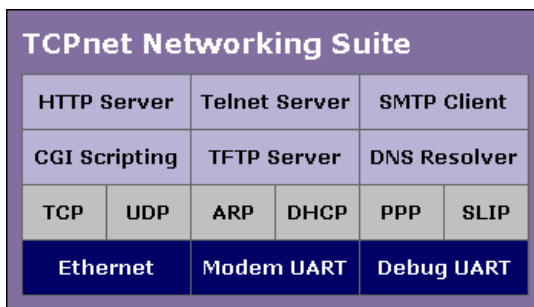 TCPnet Networking Suite
HTTP Server Telnet Server SMTP Client
CGI Scripting TFTP Server DNS Resolver
TCP UDP ARP DHCP PPP SLIP
Ethernet Modem UART Debug UART